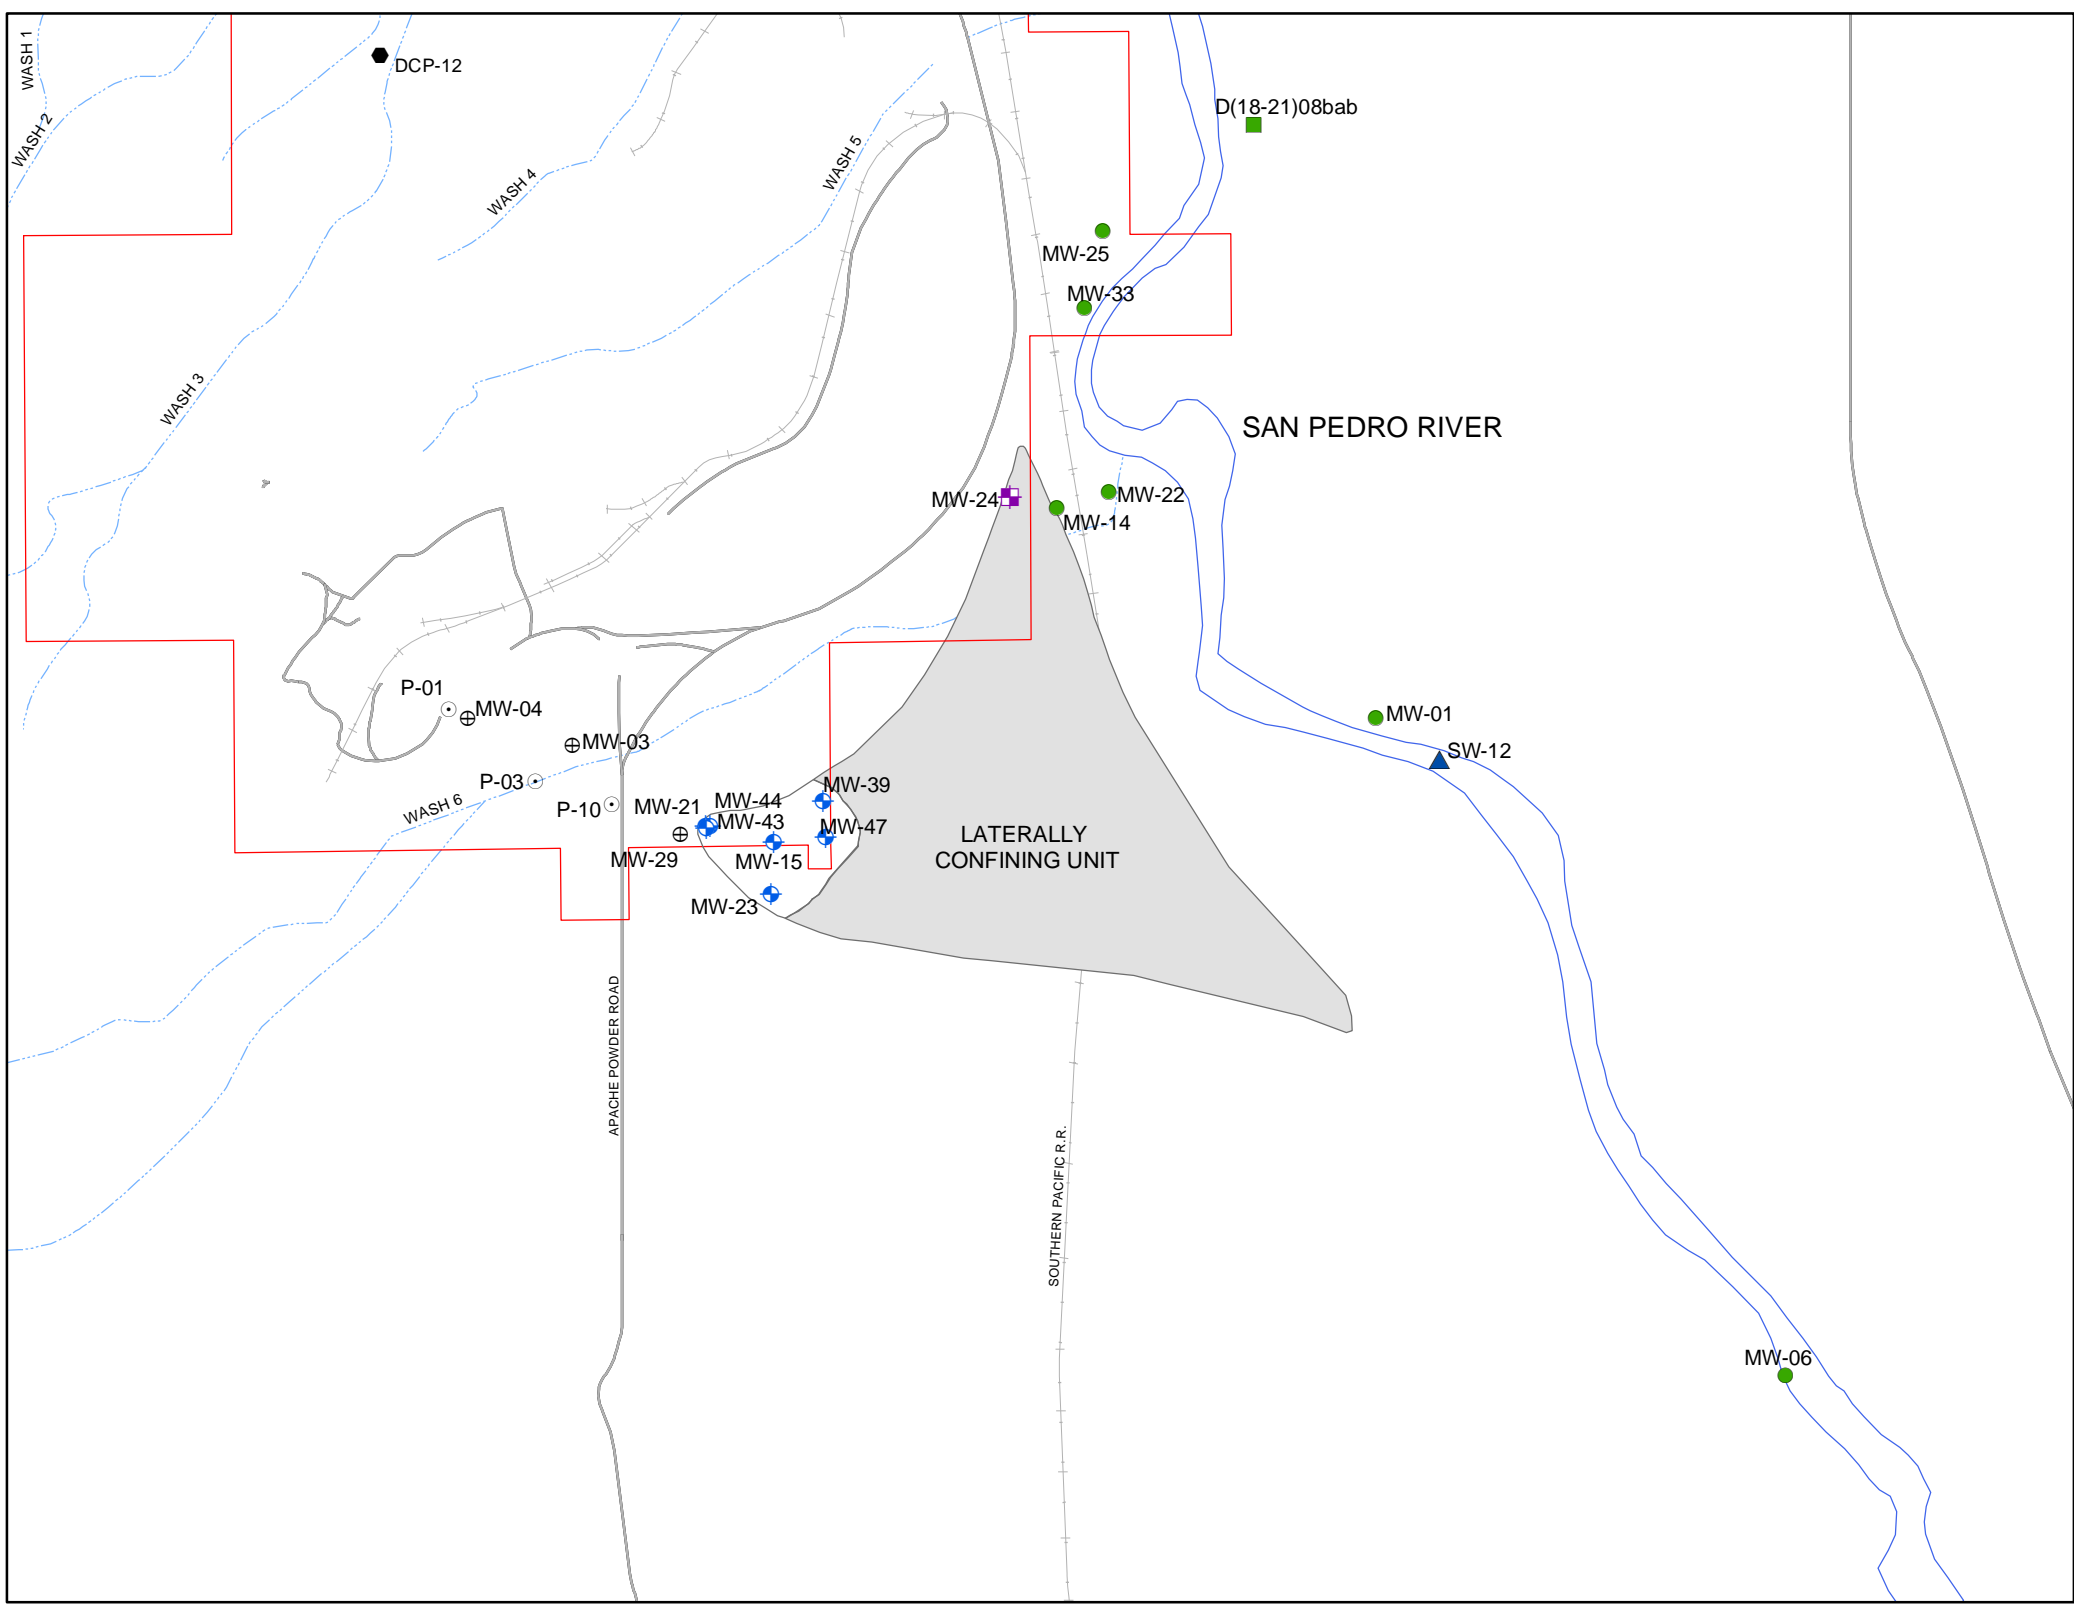 WASH 1
DCP-12
D(18-21)08bab
WASH 2
WASH 4
WASH 5
MW-25
MW-33
WASH 3
SAN PEDRO RIVER
MW-24
MW-22
MW-14
P-01
MW-04
MW-01
MW-03
SW-12
P-03
MW-39
WASH 6
P-10
MW-21
MW-44
MW-43
MW-47
LATERALLY
CONFINING UNIT
MW-29
MW-15
MW-23
APACHE POWDER ROAD
SOUTHERN PACIFIC R.R.
MW-06